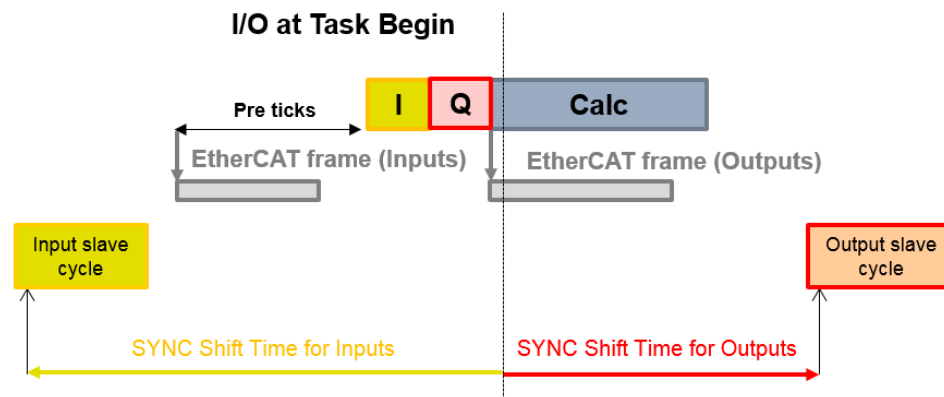 I/O at Task Begin
I
Q
Calc
Pre ticks
EtherCAT frame (Inputs)
EtherCAT frame (Outputs)
Input slave
cycle
Output slave
cycle
SYNC Shift Time for Inputs
SYNC Shift Time for Outputs